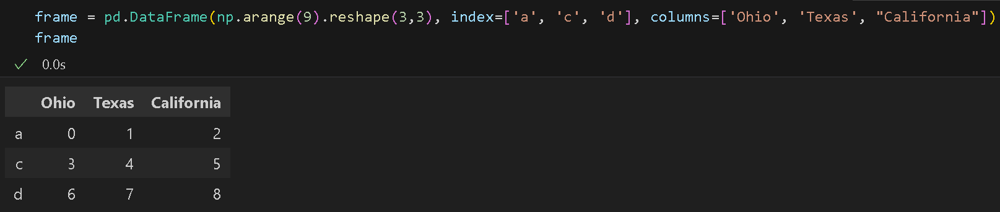 frame = pd.DataFrame(np.arange(9).reshape(3,3), index=['a', 'c', 'd'], columns=['Ohio', 'Texas', "California"])
frame
0.0s
Ohio Texas California
a 0 1 2
c 3 4 5
d 6 7 8